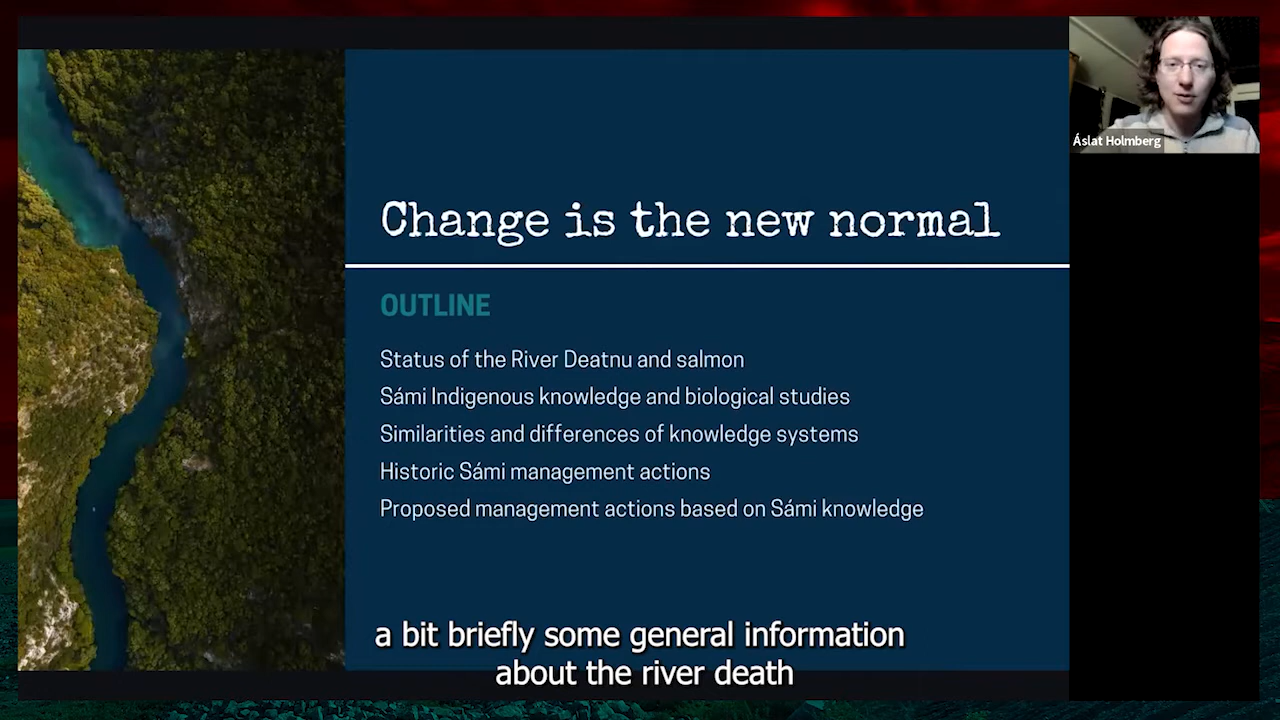 Áslat Holmberg
Change is the new normal
OUTLINE
Status of the River Deatnu and salmon
Sámi Indigenous knowledge and biological studies
Similarities and differences of knowledge systems
Historic Sámi management actions
Proposed management actions based on Sámi knowledge
a bit briefly some general information
about the river death